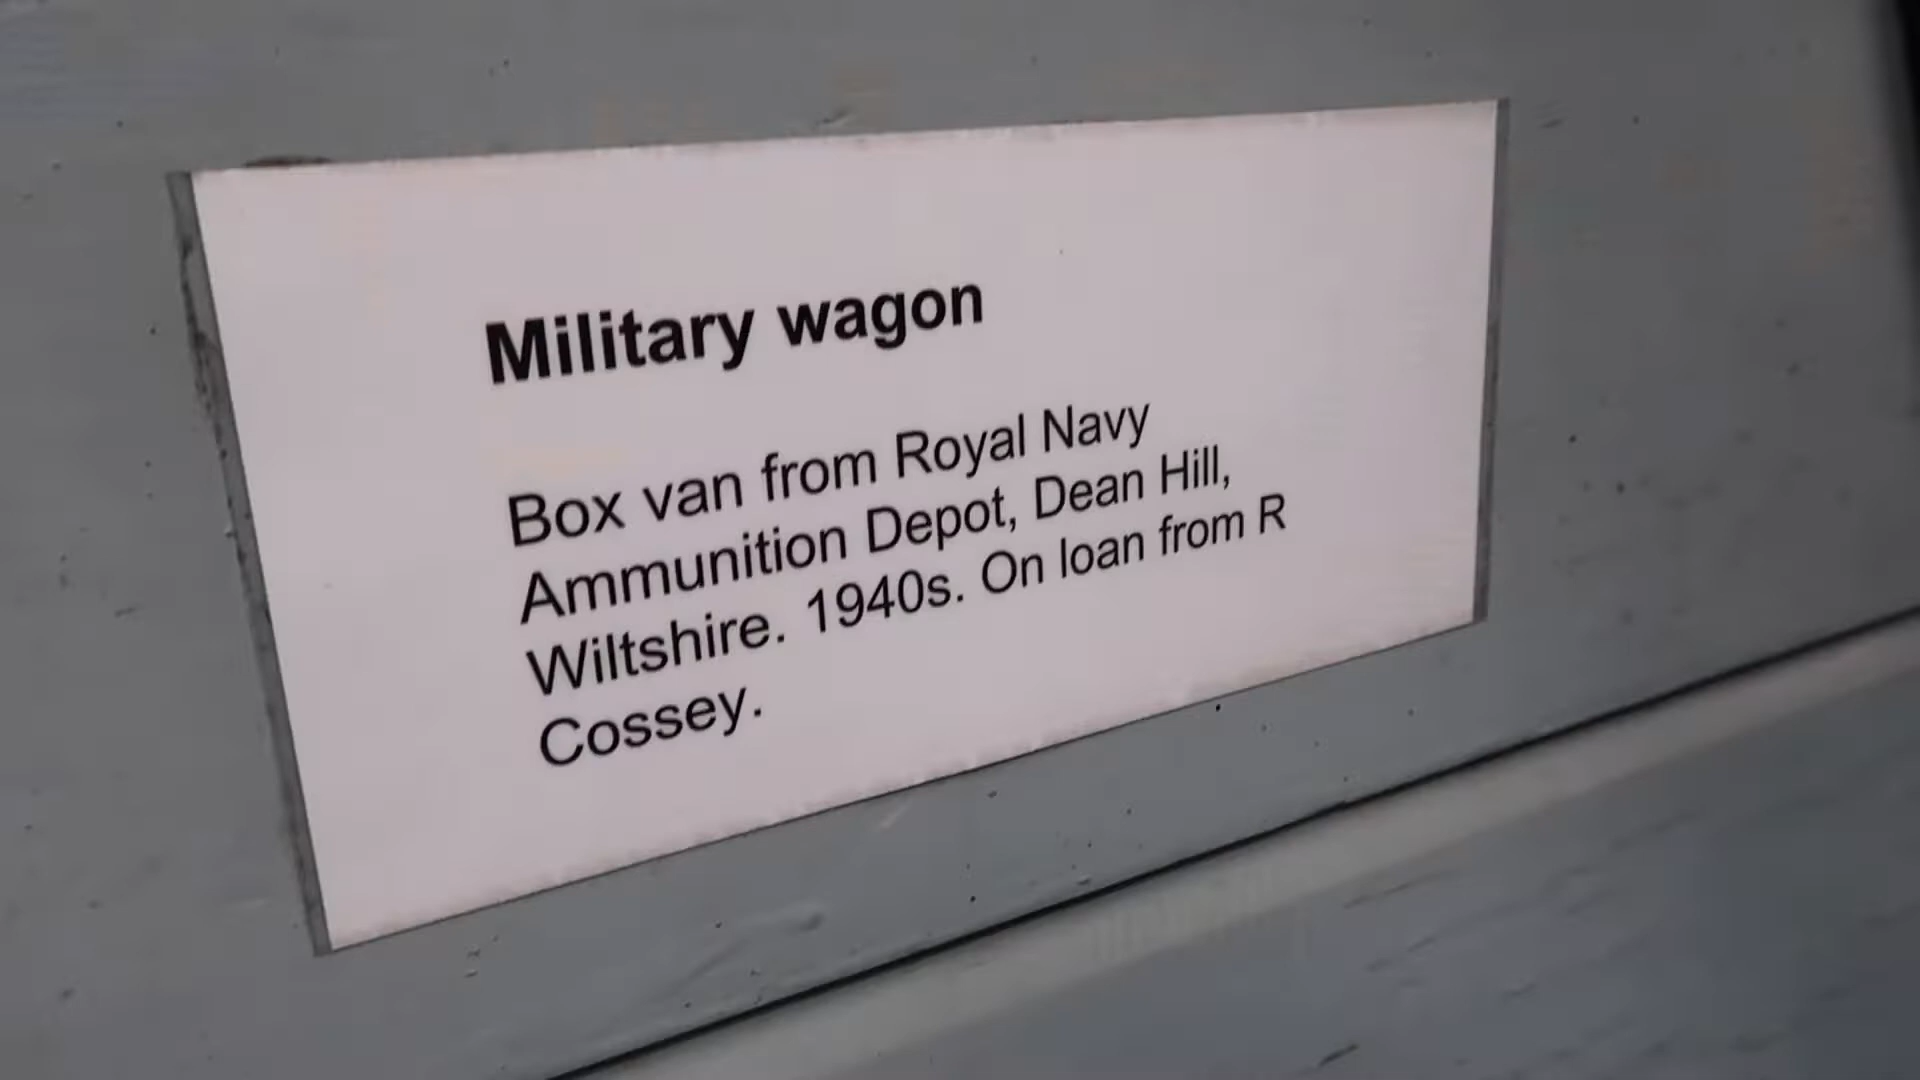 Military wagon
Box van from Royal Navy
Ammunition Depot, Dean Hill,
Wiltshire. 1940s. On loan from R
Cossey.